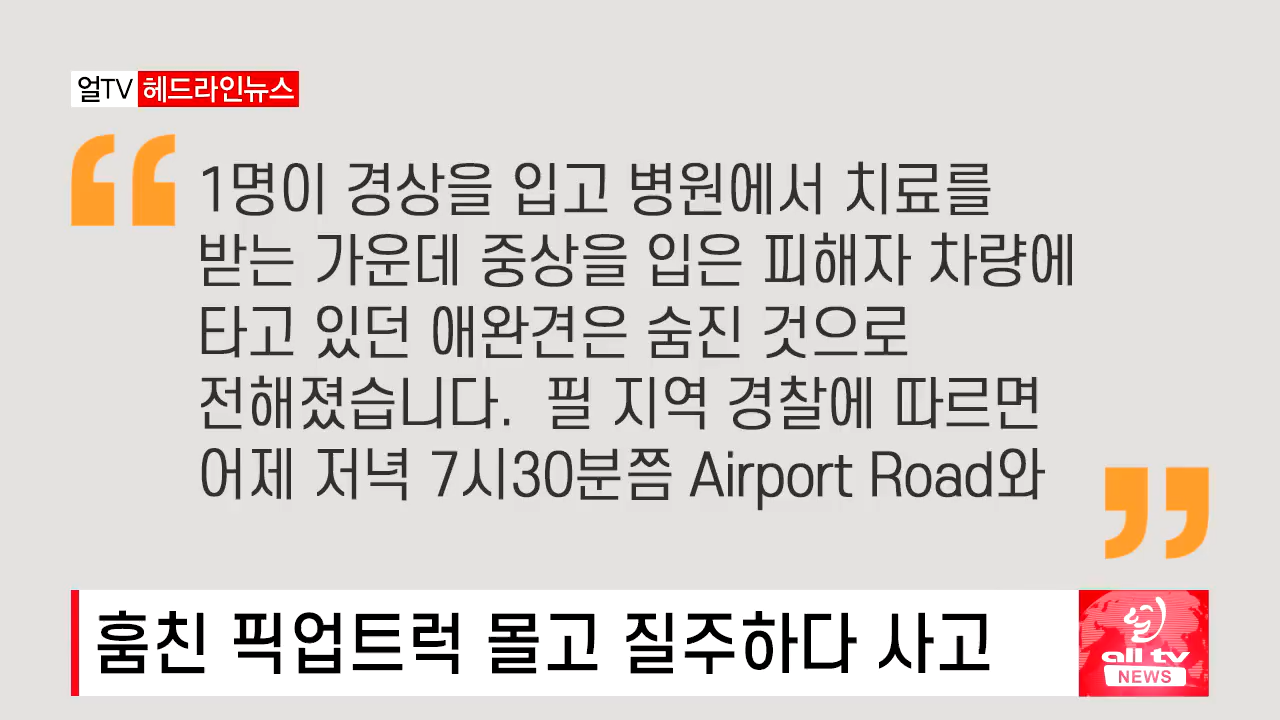 얼TV 헤드라인뉴스
1명이 경상을 입고 병원에서 치료를
받는 가운데 중상을 입은 피해자 차량에
타고 있던 애완견은 숨진 것으로
전해졌습니다. 필 지역 경찰에 따르면
어제 저녁 7시30분쯤 Airport Road와
훔친 픽업트럭 몰고 질주하다 사고
얼
all tv
NEWS